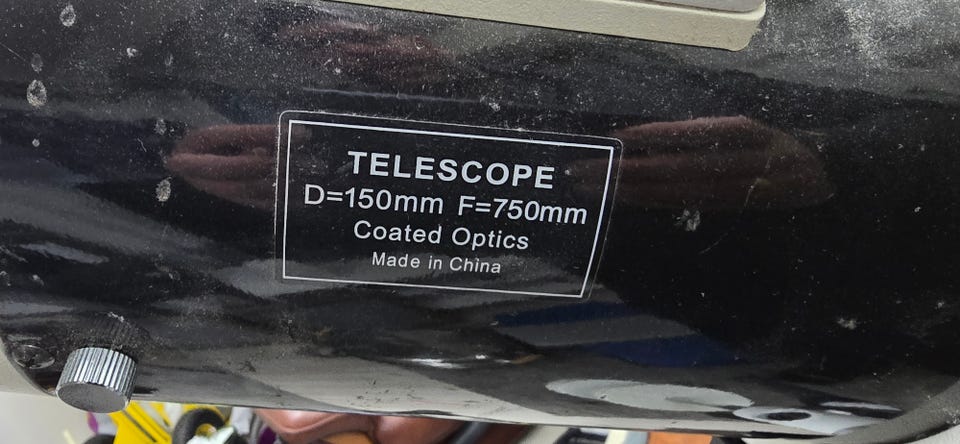 TELESCOPE
D=150mm F=750mm
Coated Optics
Made in China